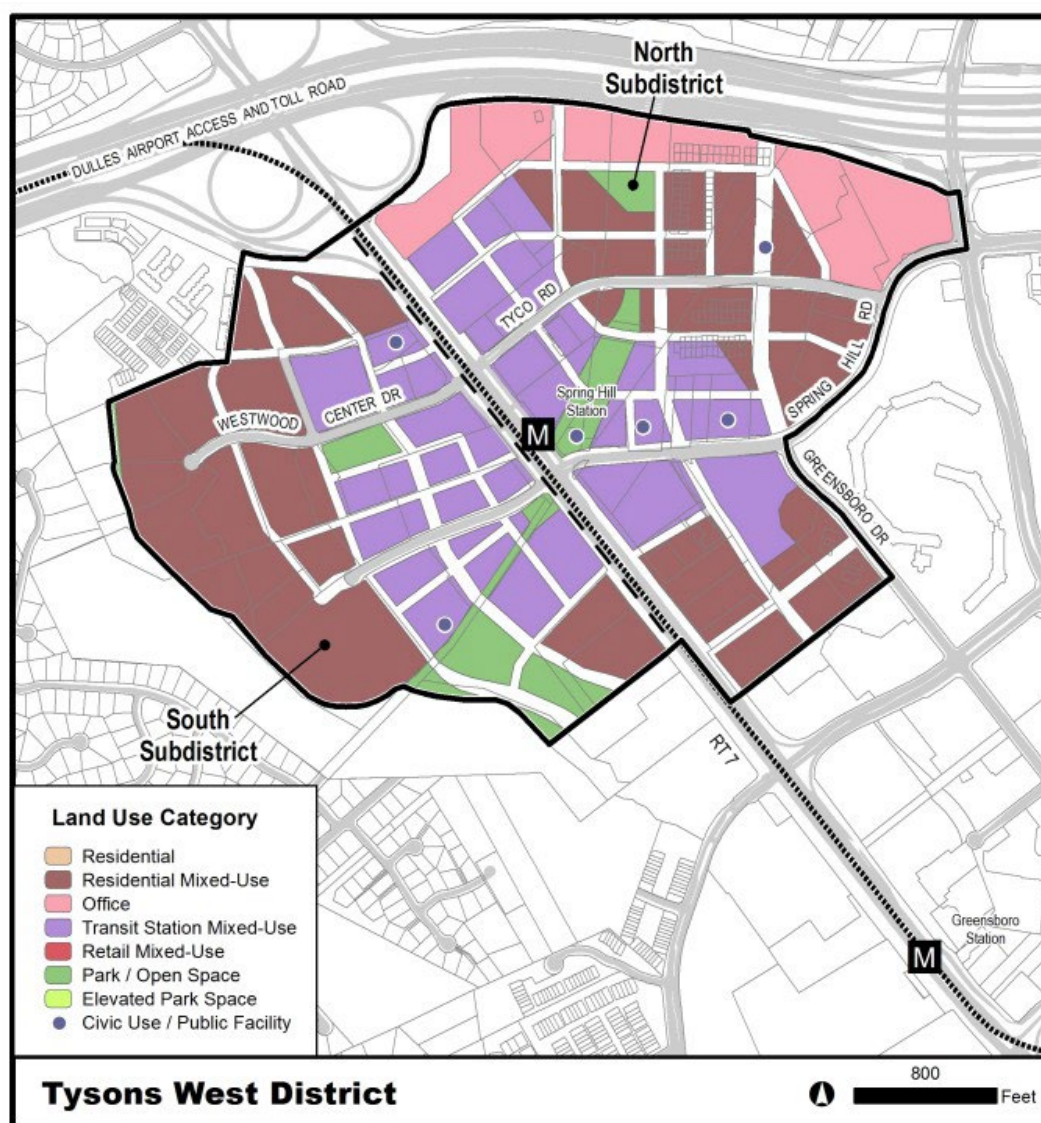 North
Subdistrict
DULLES AIRPORT ACCESS AND TOLL ROAD
TYCO RD
SPRING HILL RD
Spring Hill
Station
M
WESTWOOD CENTER DR
GREENSBORO DR
South
Subdistrict
RT 7
Greensboro
Station
M
Land Use Category
Residential
Residential Mixed-Use
Office
Transit Station Mixed-Use
Retail Mixed-Use
Park / Open Space
Elevated Park Space
Civic Use / Public Facility
Tysons West District
800
Feet